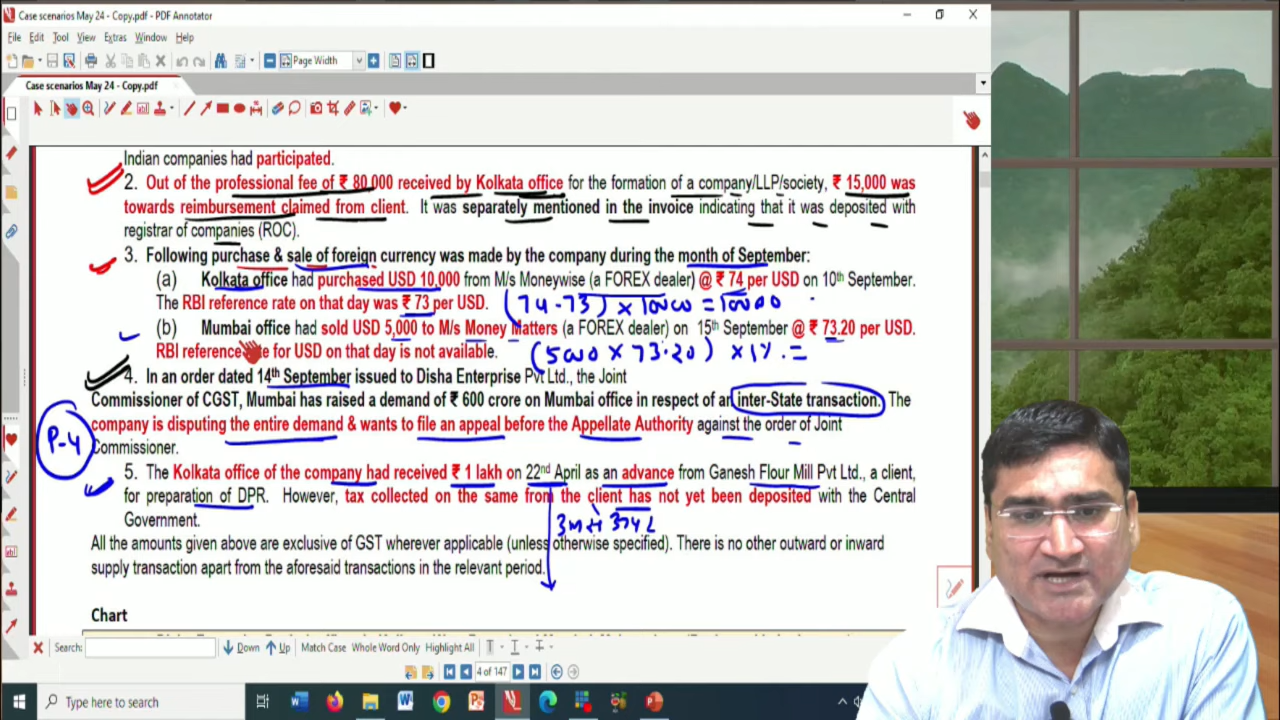 Case scenarios May 24 - Copy.pdf - PDF Annotator
File Edit Tool View Extras Window Help
Page Width
Case scenarios May 24 - Copy.pdf
Indian companies had participated.
2. Out of the professional fee of ₹ 80,000 received by Kolkata office for the formation of a company/LLP/society, ₹ 15,000 was
towards reimbursement claimed from client. It was separately mentioned in the invoice indicating that it was deposited with
registrar of companies (ROC).
3. Following purchase & sale of foreign currency was made by the company during the month of September:
(a) Kolkata office had purchased USD 10,000 from M/s Moneywise (a FOREX dealer) @ ₹ 74 per USD on 10th September.
The RBI reference rate on that day was ₹ 73 per USD. (74-73) × 10000 = 10000
(b) Mumbai office had sold USD 5,000 to M/s Money Matters (a FOREX dealer) on 15th September @ ₹ 73.20 per USD.
RBI reference rate for USD on that day is not available. (5000 × 73.20) × 1% =
4. In an order dated 14th September issued to Disha Enterprise Pvt Ltd., the Joint
Commissioner of CGST, Mumbai has raised a demand of ₹ 600 crore on Mumbai office in respect of an inter-State transaction. The
company is disputing the entire demand & wants to file an appeal before the Appellate Authority against the order of Joint
P-4
Commissioner.
5. The Kolkata office of the company had received ₹ 1 lakh on 22nd April as an advance from Ganesh Flour Mill Pvt Ltd., a client,
for preparation of DPR. However, tax collected on the same from the client has not yet been deposited with the Central
Government.
All the amounts given above are exclusive of GST wherever applicable (unless otherwise specified). There is no other outward or inward
supply transaction apart from the aforesaid transactions in the relevant period.
Chart
Search: Down Up Match Case Whole Word Only Highlight All
4 of 147
Type here to search